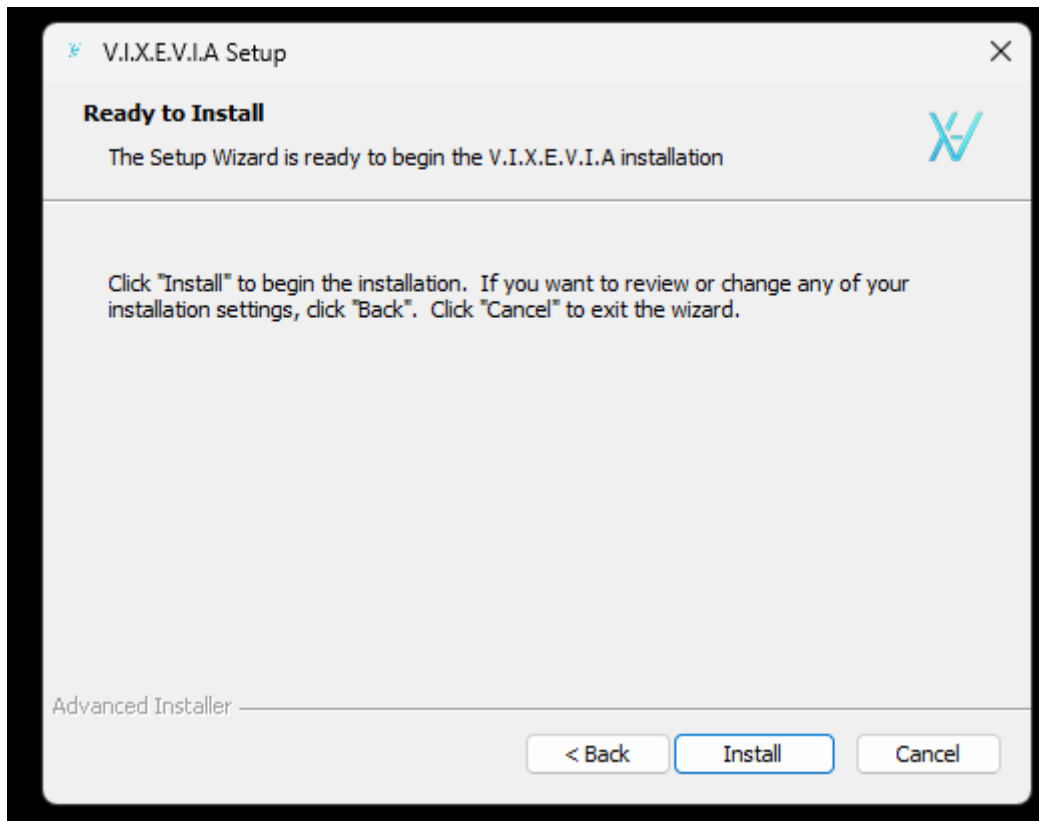 V.I.X.E.V.I.A Setup
Ready to Install
The Setup Wizard is ready to begin the V.I.X.E.V.I.A installation
Click "Install" to begin the installation. If you want to review or change any of your
installation settings, click "Back". Click "Cancel" to exit the wizard.
Advanced Installer
< Back
Install
Cancel